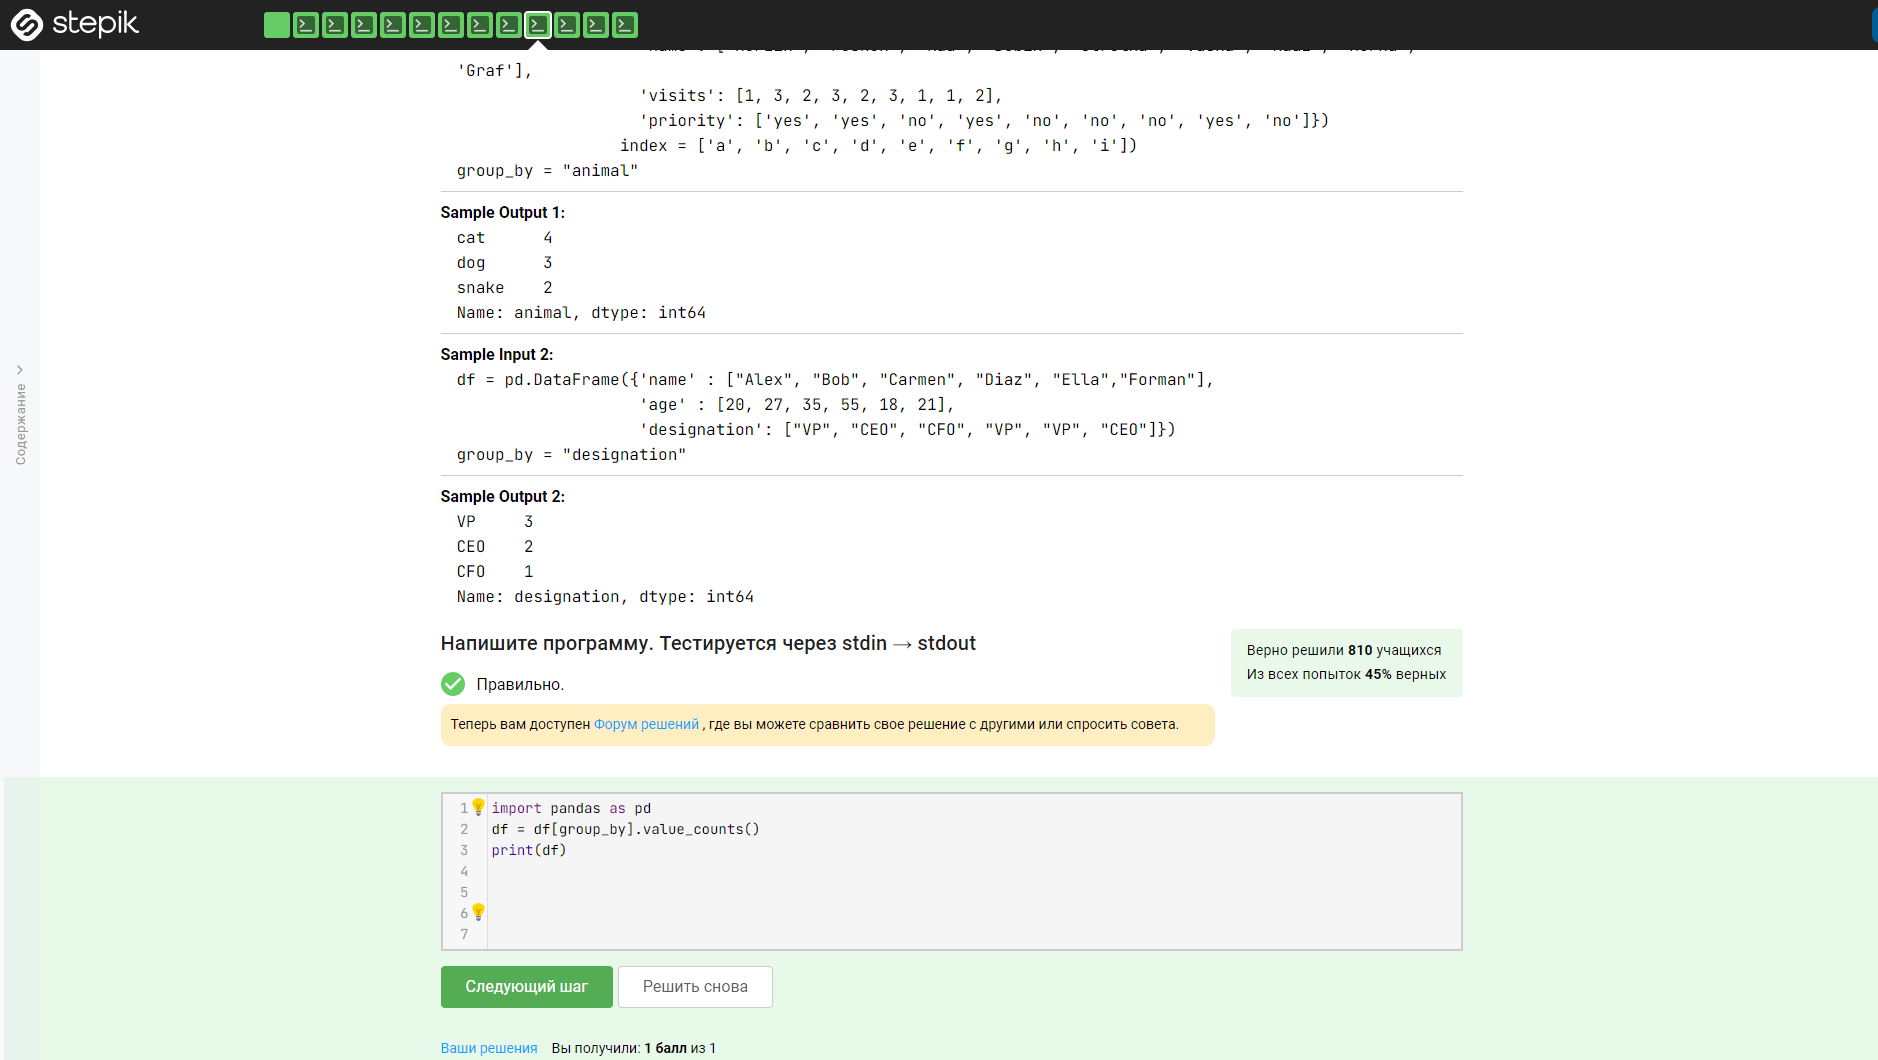 stepik
'Graf'],
'visits': [1, 3, 2, 3, 2, 3, 1, 1, 2],
'priority': ['yes', 'yes', 'no', 'yes', 'no', 'no', 'no', 'yes', 'no']})
index = ['a', 'b', 'c', 'd', 'e', 'f', 'g', 'h', 'i'])
group_by = "animal"
Sample Output 1:
cat 4
dog 3
snake 2
Name: animal, dtype: int64
Sample Input 2:
df = pd.DataFrame({'name' : ["Alex", "Bob", "Carmen", "Diaz", "Ella","Forman"],
'age' : [20, 27, 35, 55, 18, 21],
'designation': ["VP", "CEO", "CFO", "VP", "VP", "CEO"]})
group_by = "designation"
Sample Output 2:
VP 3
CEO 2
CFO 1
Name: designation, dtype: int64
Содержание
Напишите программу. Тестируется через stdin → stdout
Верно решили 810 учащихся
Из всех попыток 45% верных
Правильно.
Теперь вам доступен Форум решений , где вы можете сравнить свое решение с другими или спросить совета.
1 import pandas as pd
2 df = df[group_by].value_counts()
3 print(df)
4
5
6
7
Следующий шаг
Решить снова
Ваши решения Вы получили: 1 балл из 1